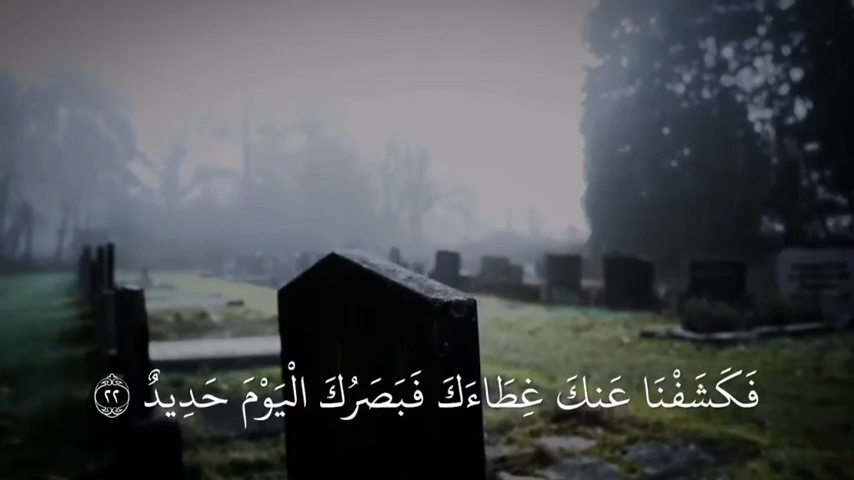 فَكَشَفْنَا عَنكَ غِطَاءَكَ فَبَصَرُكَ الْيَوْمَ حَدِيدٌ ۝٢٢